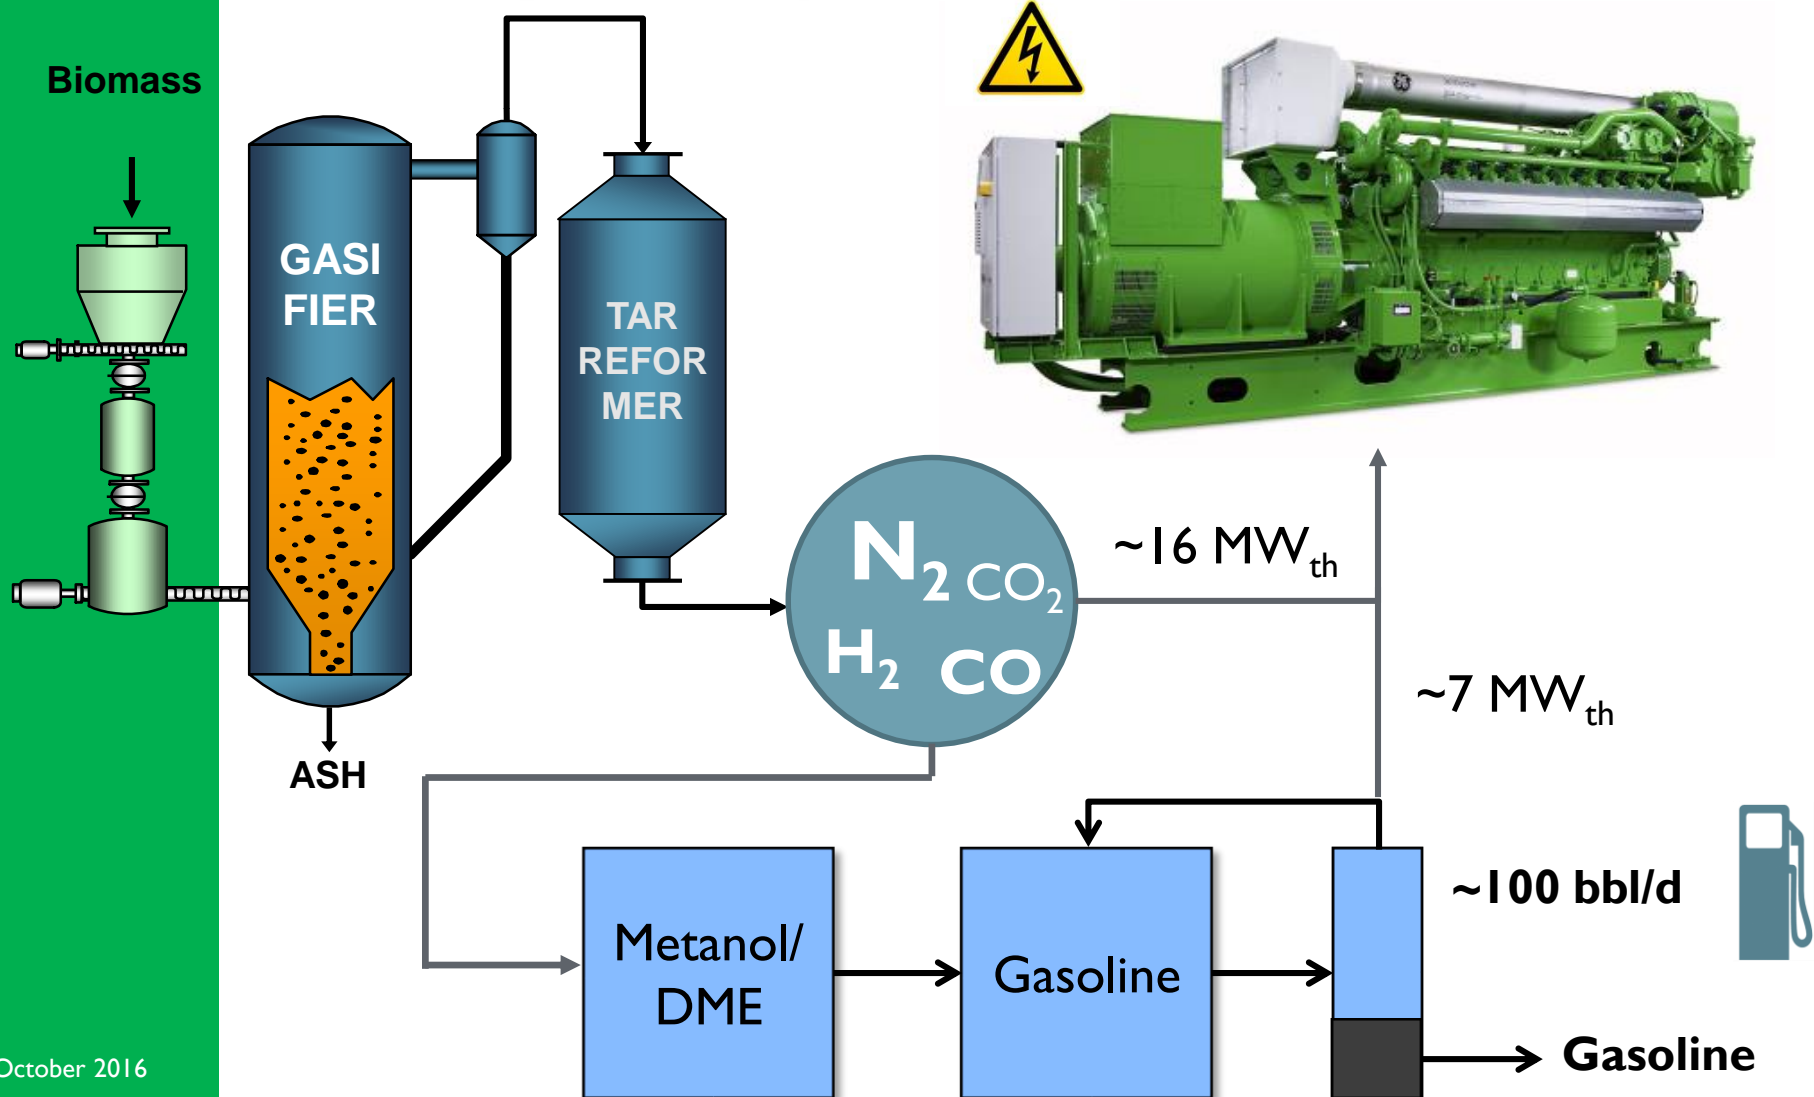 Biomass
GASI
FIER
TAR
REFOR
MER
N2 CO2
H2 CO
~16 MWth
~7 MWth
ASH
Metanol/
DME
Gasoline
~100 bbl/d
Gasoline
October 2016